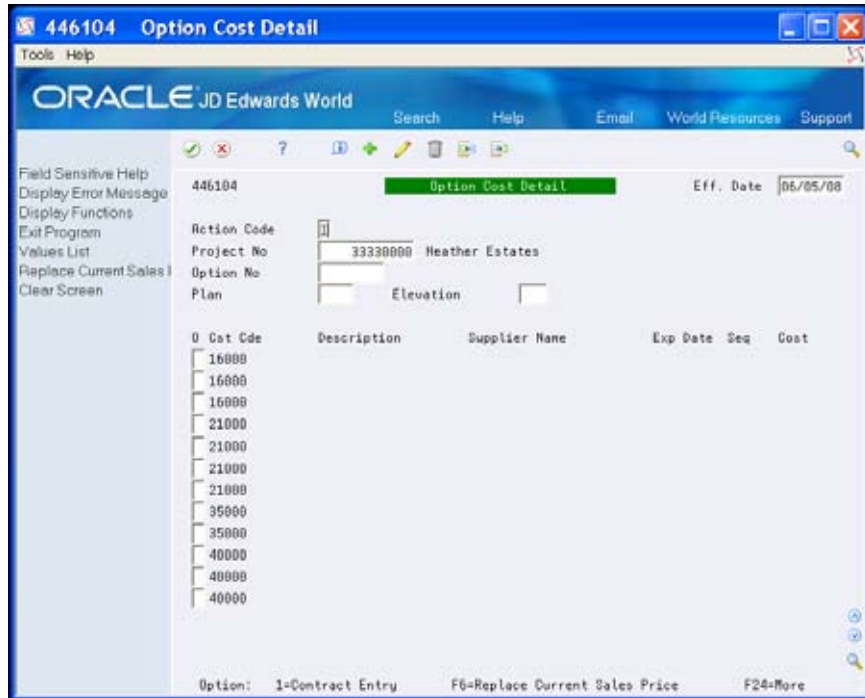 446104 Option Cost Detail
Tools Help
ORACLE JD Edwards World
Search Help Email World Resources Support
Field Sensitive Help
Display Error Message
Display Functions
Exit Program
Values List
Replace Current Sales
Clear Screen
446104 Option Cost Detail Eff. Date 06/05/08
Action Code I
Project No 33330000 Heather Estates
Option No
Plan Elevation
O Cst Cde Description Supplier Name Exp Date Seq Cost
16000
16000
16000
21000
21000
21000
21000
35000
35000
40000
40000
40000
Option: 1=Contract Entry F6=Replace Current Sales Price F24=More